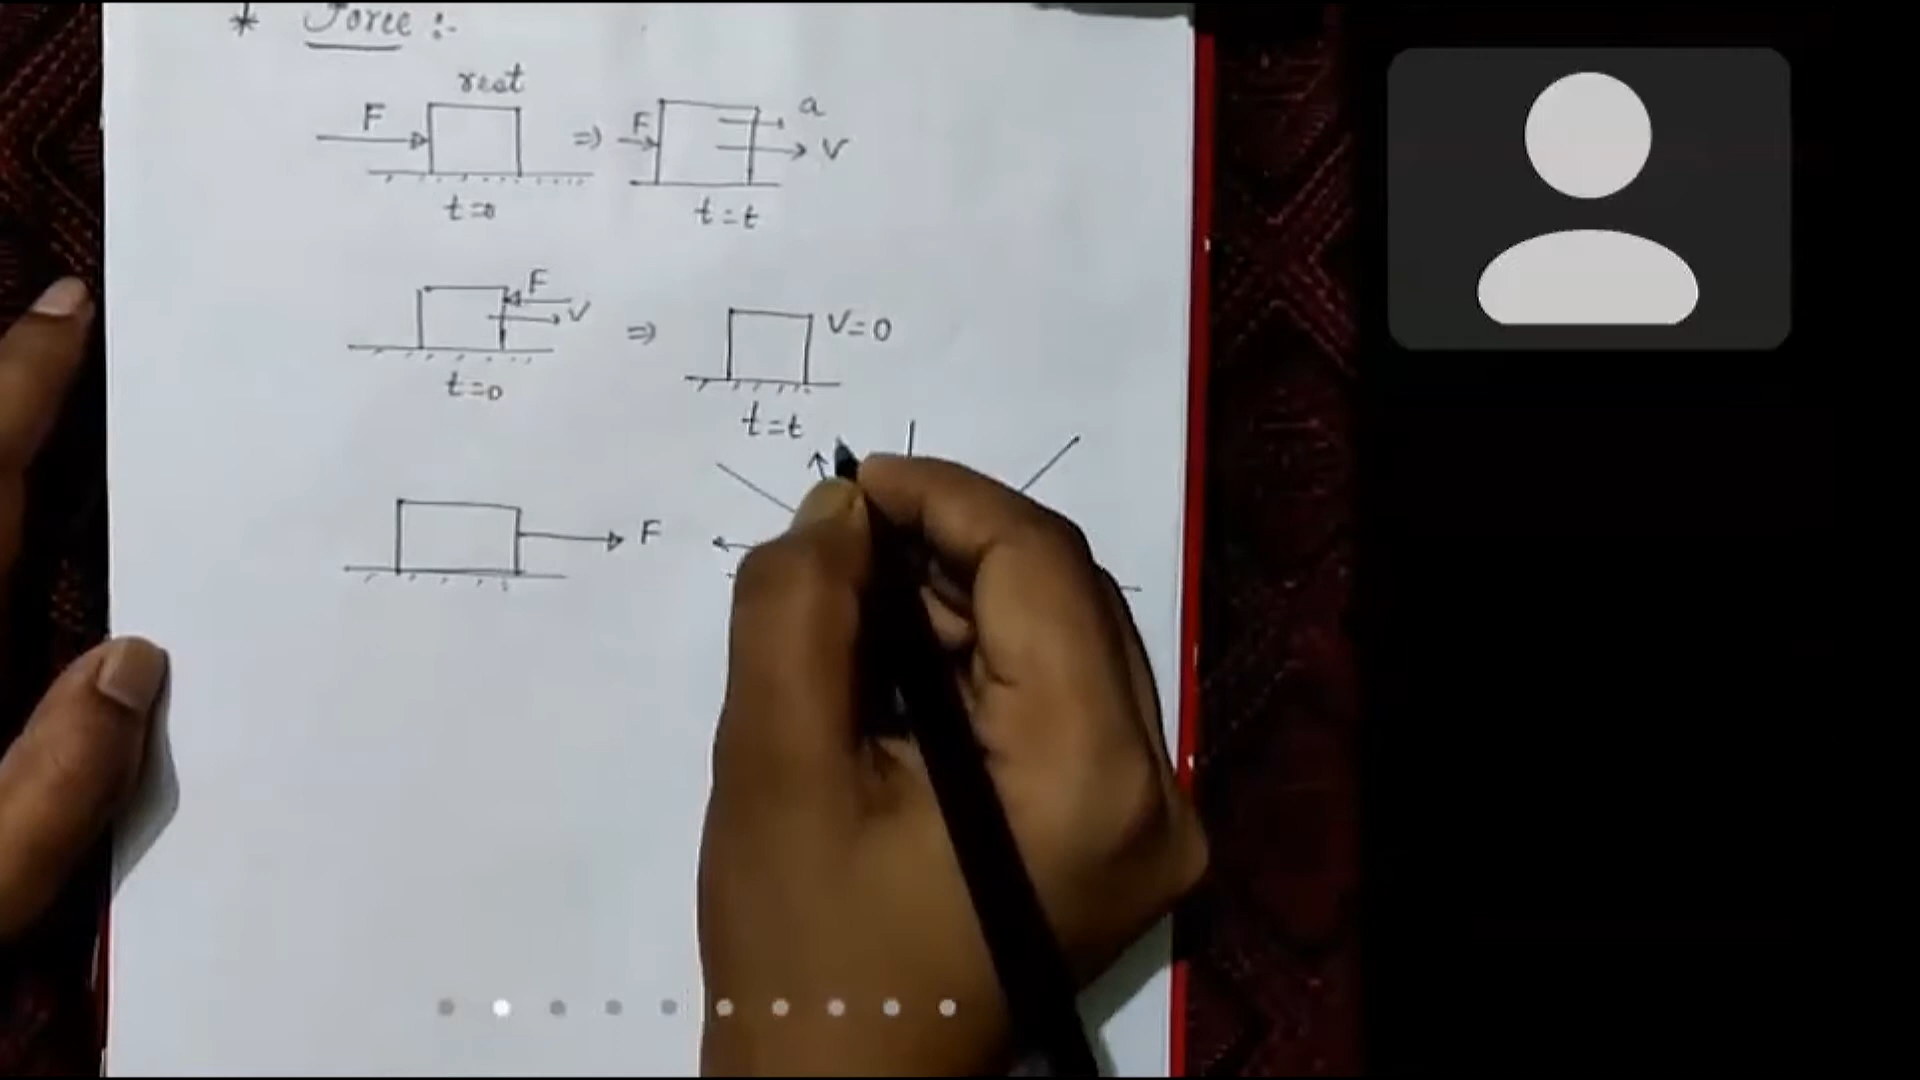 * Force :-
rest
F ⇒ F a
V
t=0 t=t
F
V ⇒ V=0
t=0 t=t
F